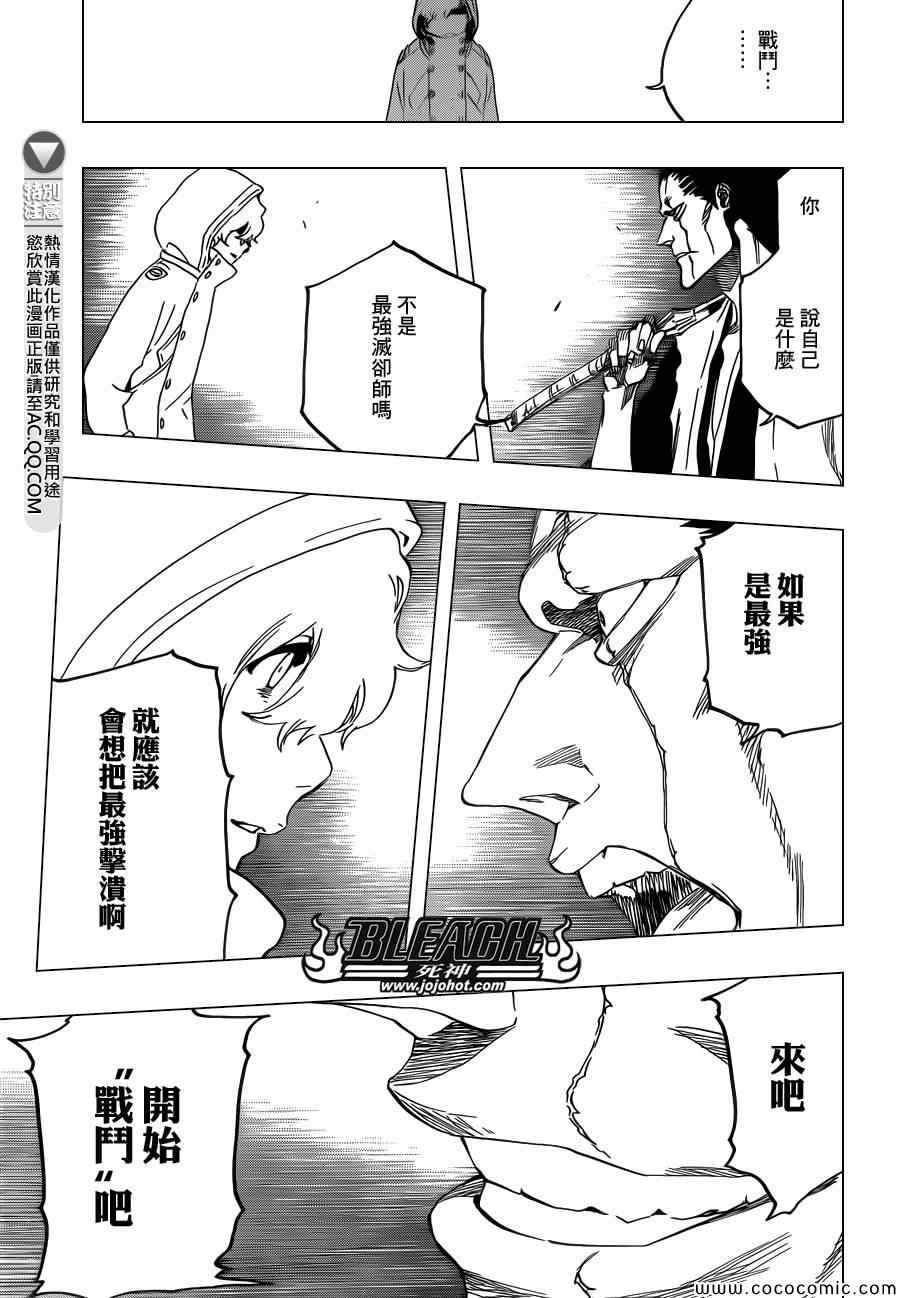 戰鬥…
……
你
說自己
是什麼
不是
最強滅卻師嗎
如果
是最強
就應該
會想把最強擊潰啊
來吧
開始
"戰鬥"吧
特別
注意
熱情漢化作品僅供研究和學習用途
慾欣賞此漫画正版,請至AC.QQ.COM
BLEACH
死神
www.jojohot.com
www.cococomic.com